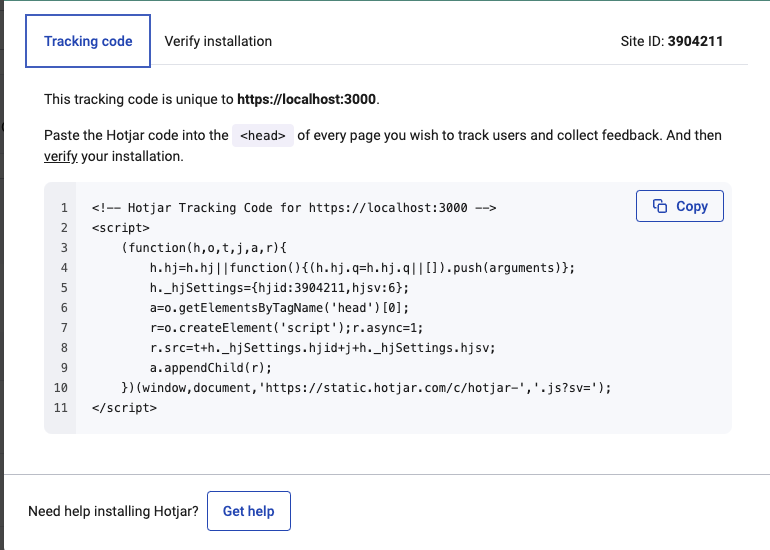 Tracking code
Verify installation
Site ID: 3904211
This tracking code is unique to https://localhost:3000.
Paste the Hotjar code into the <head> of every page you wish to track users and collect feedback. And then
verify your installation.
Copy
1 <!-- Hotjar Tracking Code for https://localhost:3000 -->
2 <script>
3     (function(h,o,t,j,a,r){
4         h.hj=h.hj||function(){(h.hj.q=h.hj.q||[]).push(arguments)};
5         h._hjSettings={hjid:3904211,hjsv:6};
6         a=o.getElementsByTagName('head')[0];
7         r=o.createElement('script');r.async=1;
8         r.src=t+h._hjSettings.hjid+j+h._hjSettings.hjsv;
9         a.appendChild(r);
10     })(window,document,'https://static.hotjar.com/c/hotjar-','.js?sv=');
11 </script>
Need help installing Hotjar?
Get help